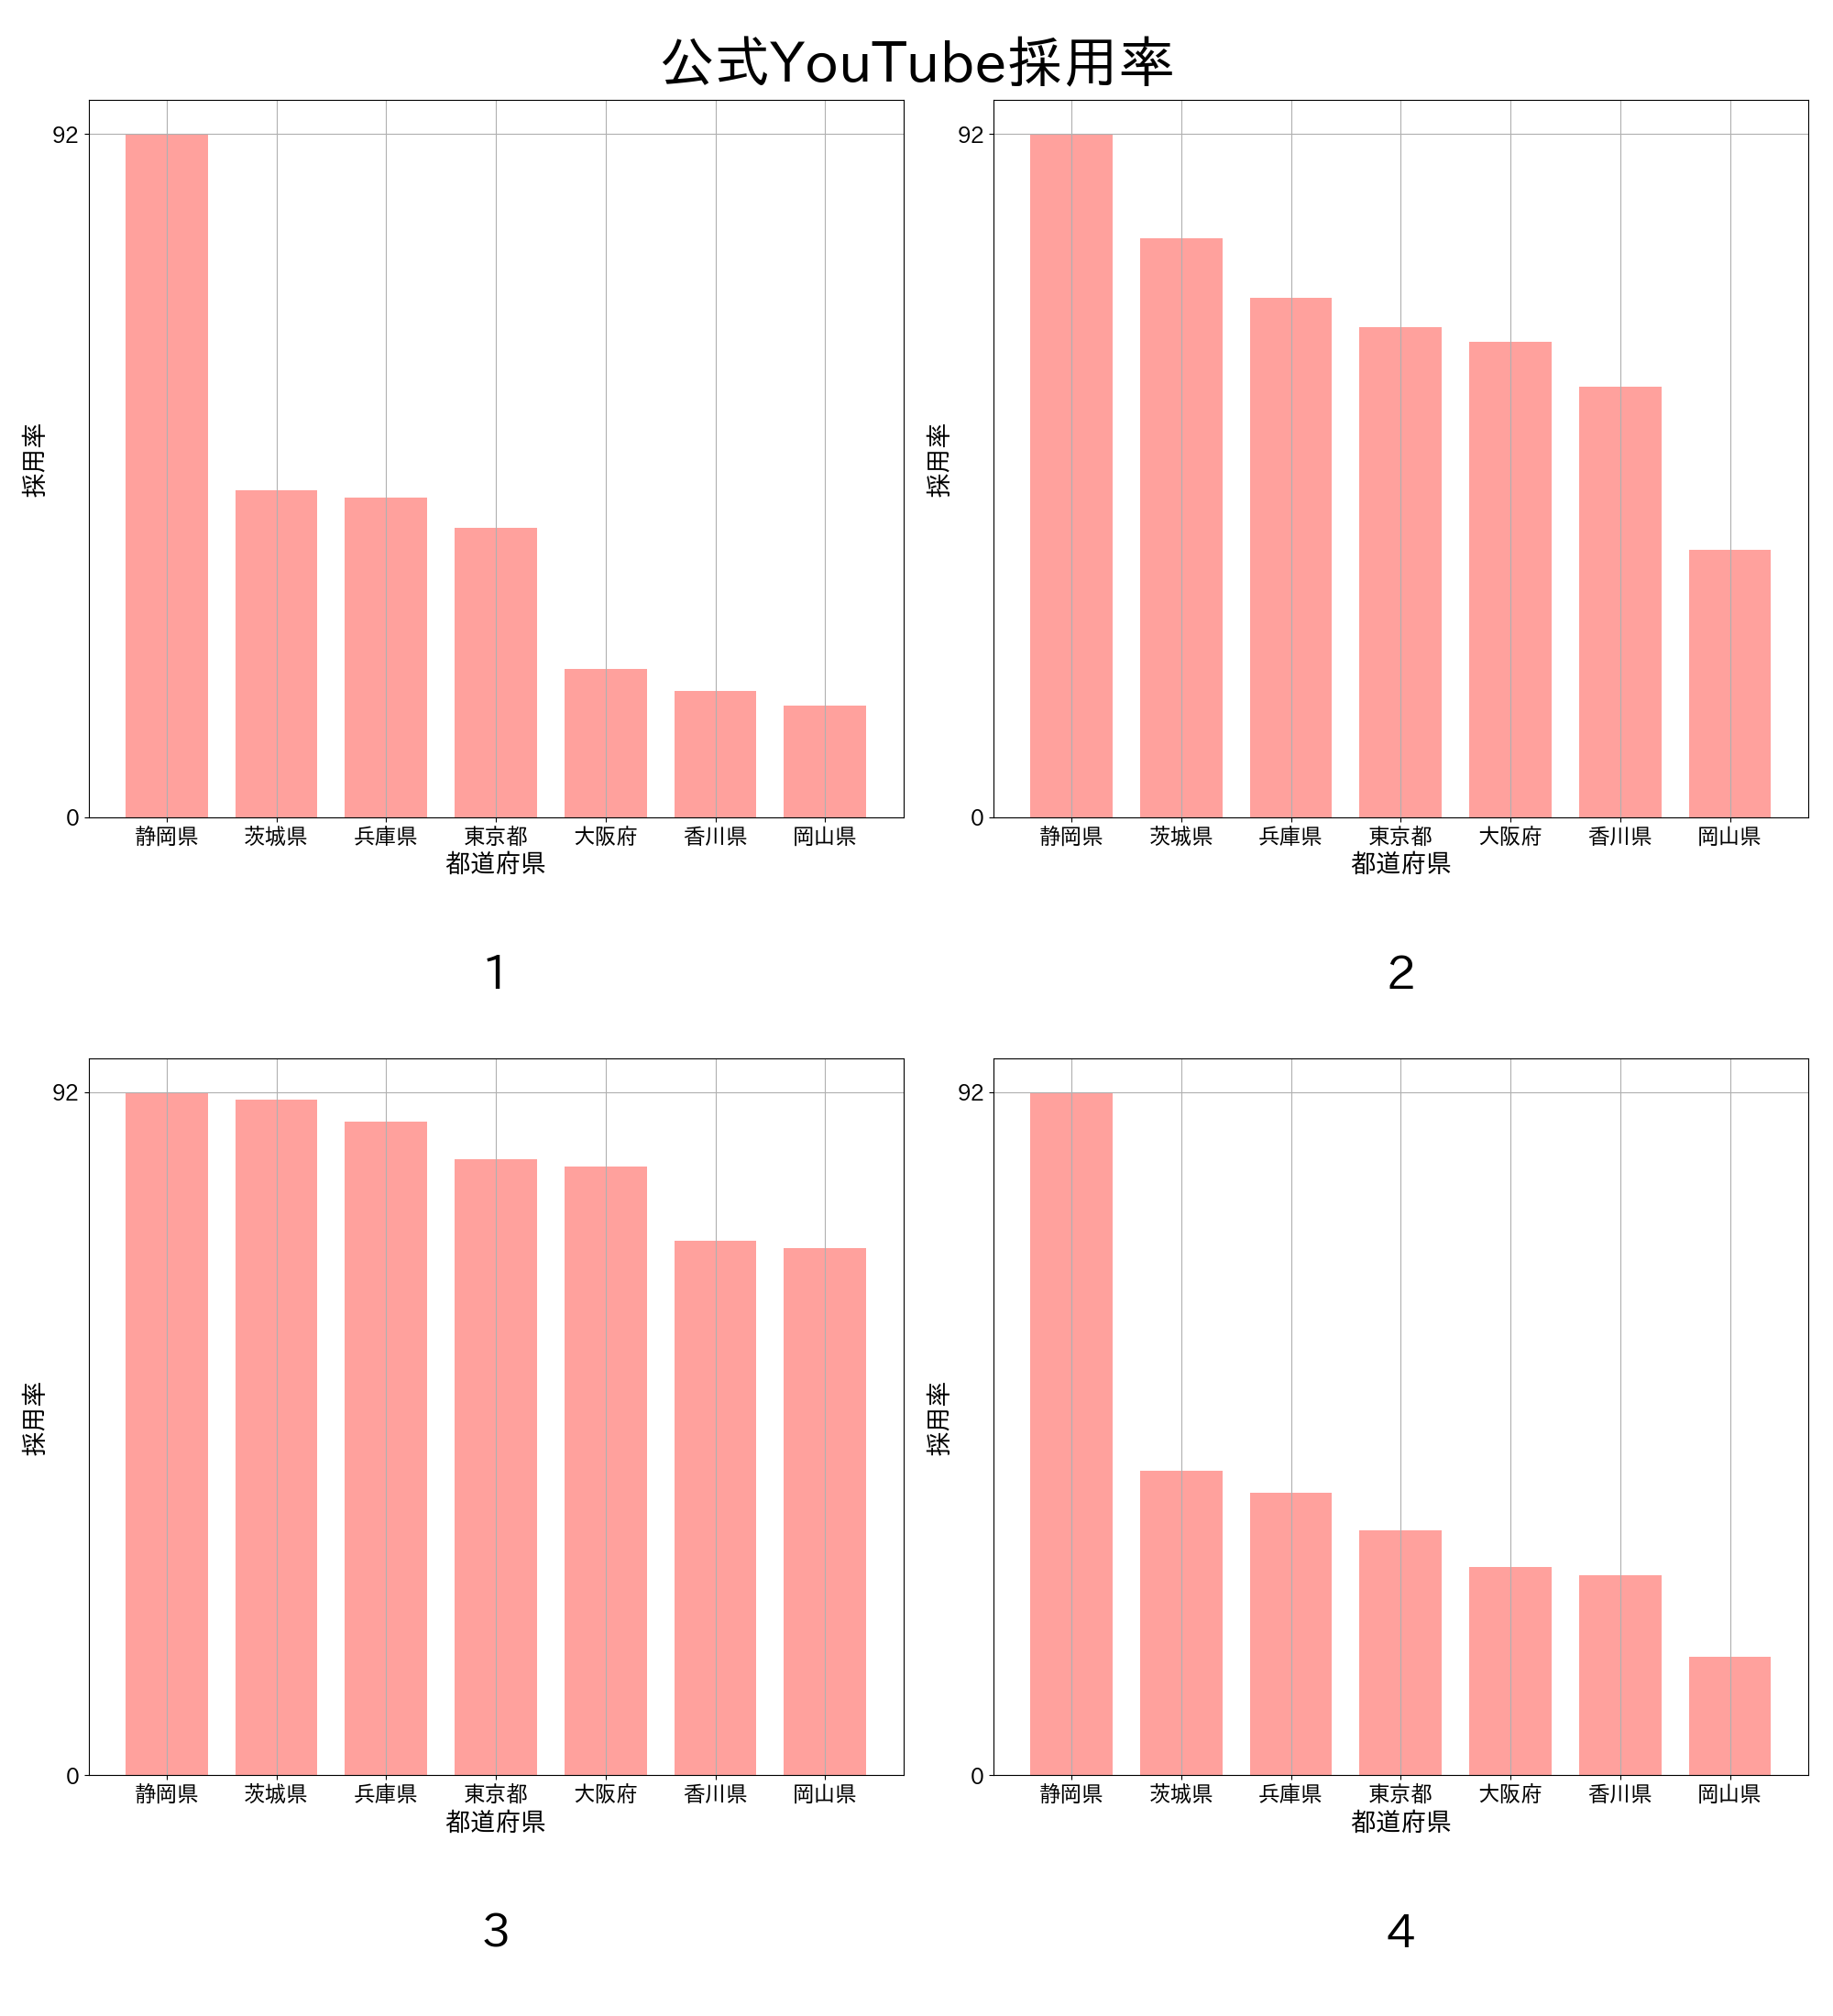 公式YouTube採用率
92
0
採用率
静岡県 茨城県 兵庫県 東京都 大阪府 香川県 岡山県
都道府県
1
92
0
採用率
静岡県 茨城県 兵庫県 東京都 大阪府 香川県 岡山県
都道府県
2
92
0
採用率
静岡県 茨城県 兵庫県 東京都 大阪府 香川県 岡山県
都道府県
3
92
0
採用率
静岡県 茨城県 兵庫県 東京都 大阪府 香川県 岡山県
都道府県
4